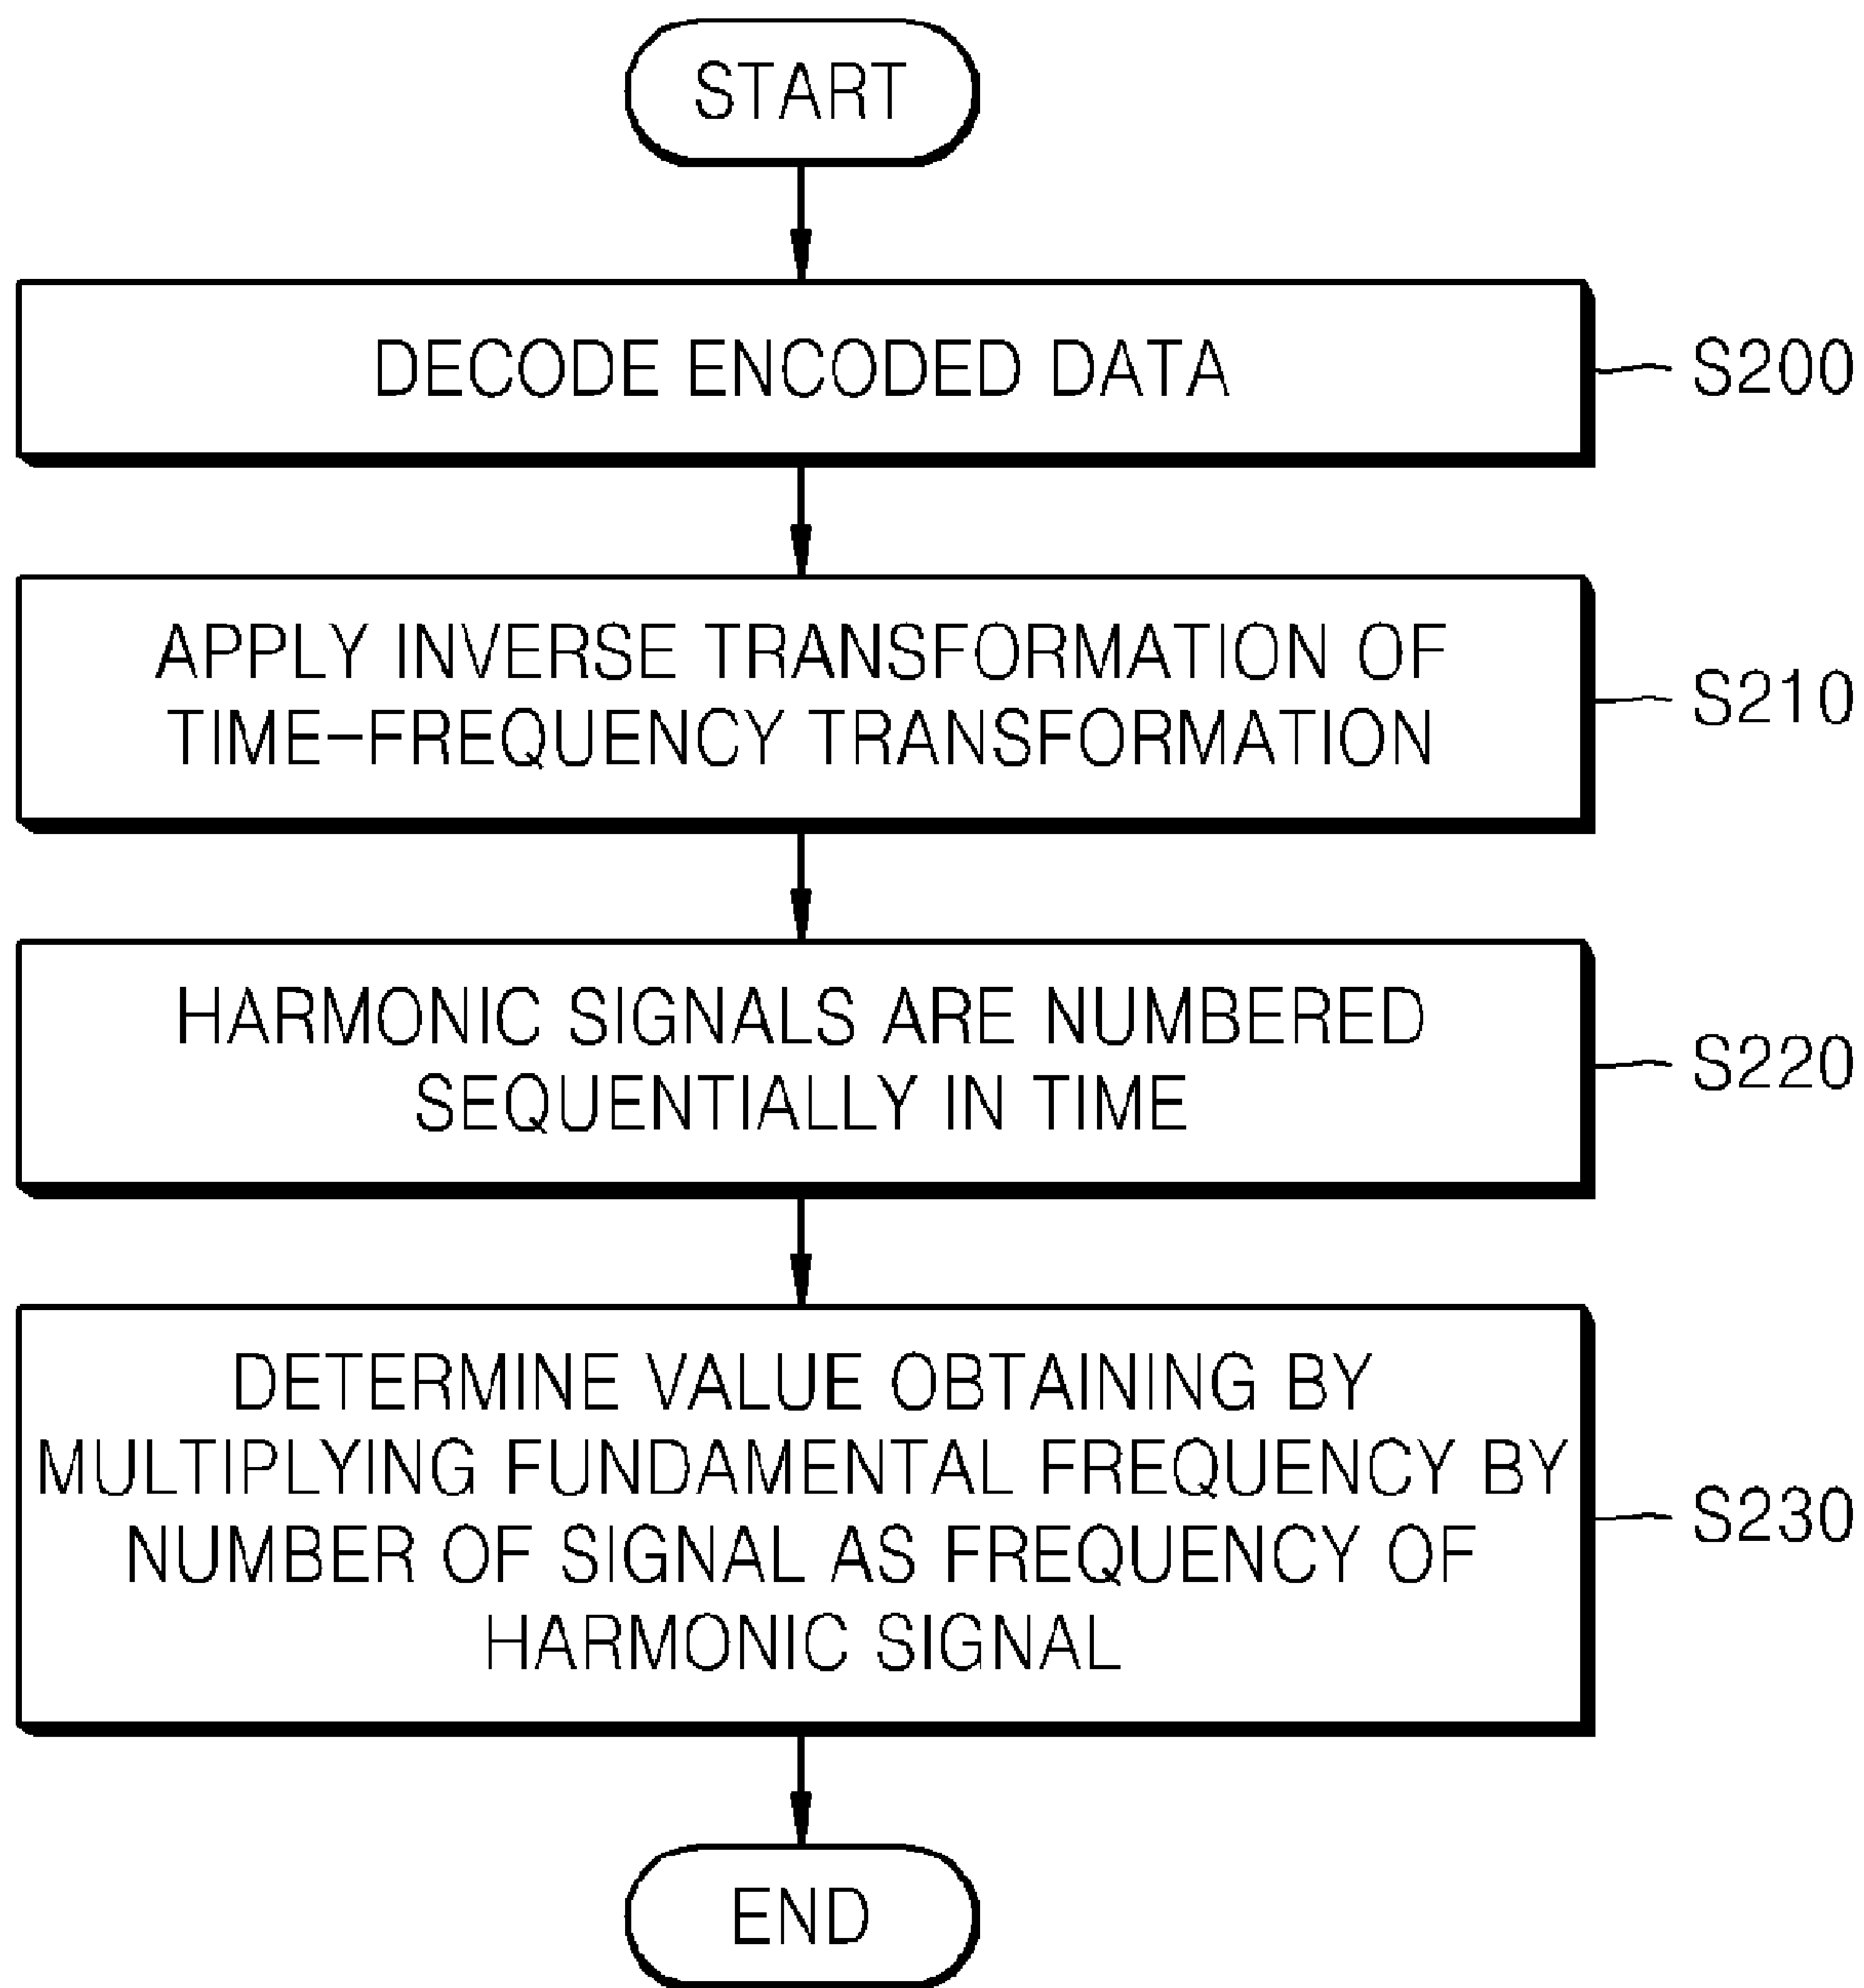 START
DECODE ENCODED DATA
S200
APPLY INVERSE TRANSFORMATION OF
TIME-FREQUENCY TRANSFORMATION
S210
HARMONIC SIGNALS ARE NUMBERED
SEQUENTIALLY IN TIME
S220
DETERMINE VALUE OBTAINING BY
MULTIPLYING FUNDAMENTAL FREQUENCY BY
NUMBER OF SIGNAL AS FREQUENCY OF
HARMONIC SIGNAL
S230
END